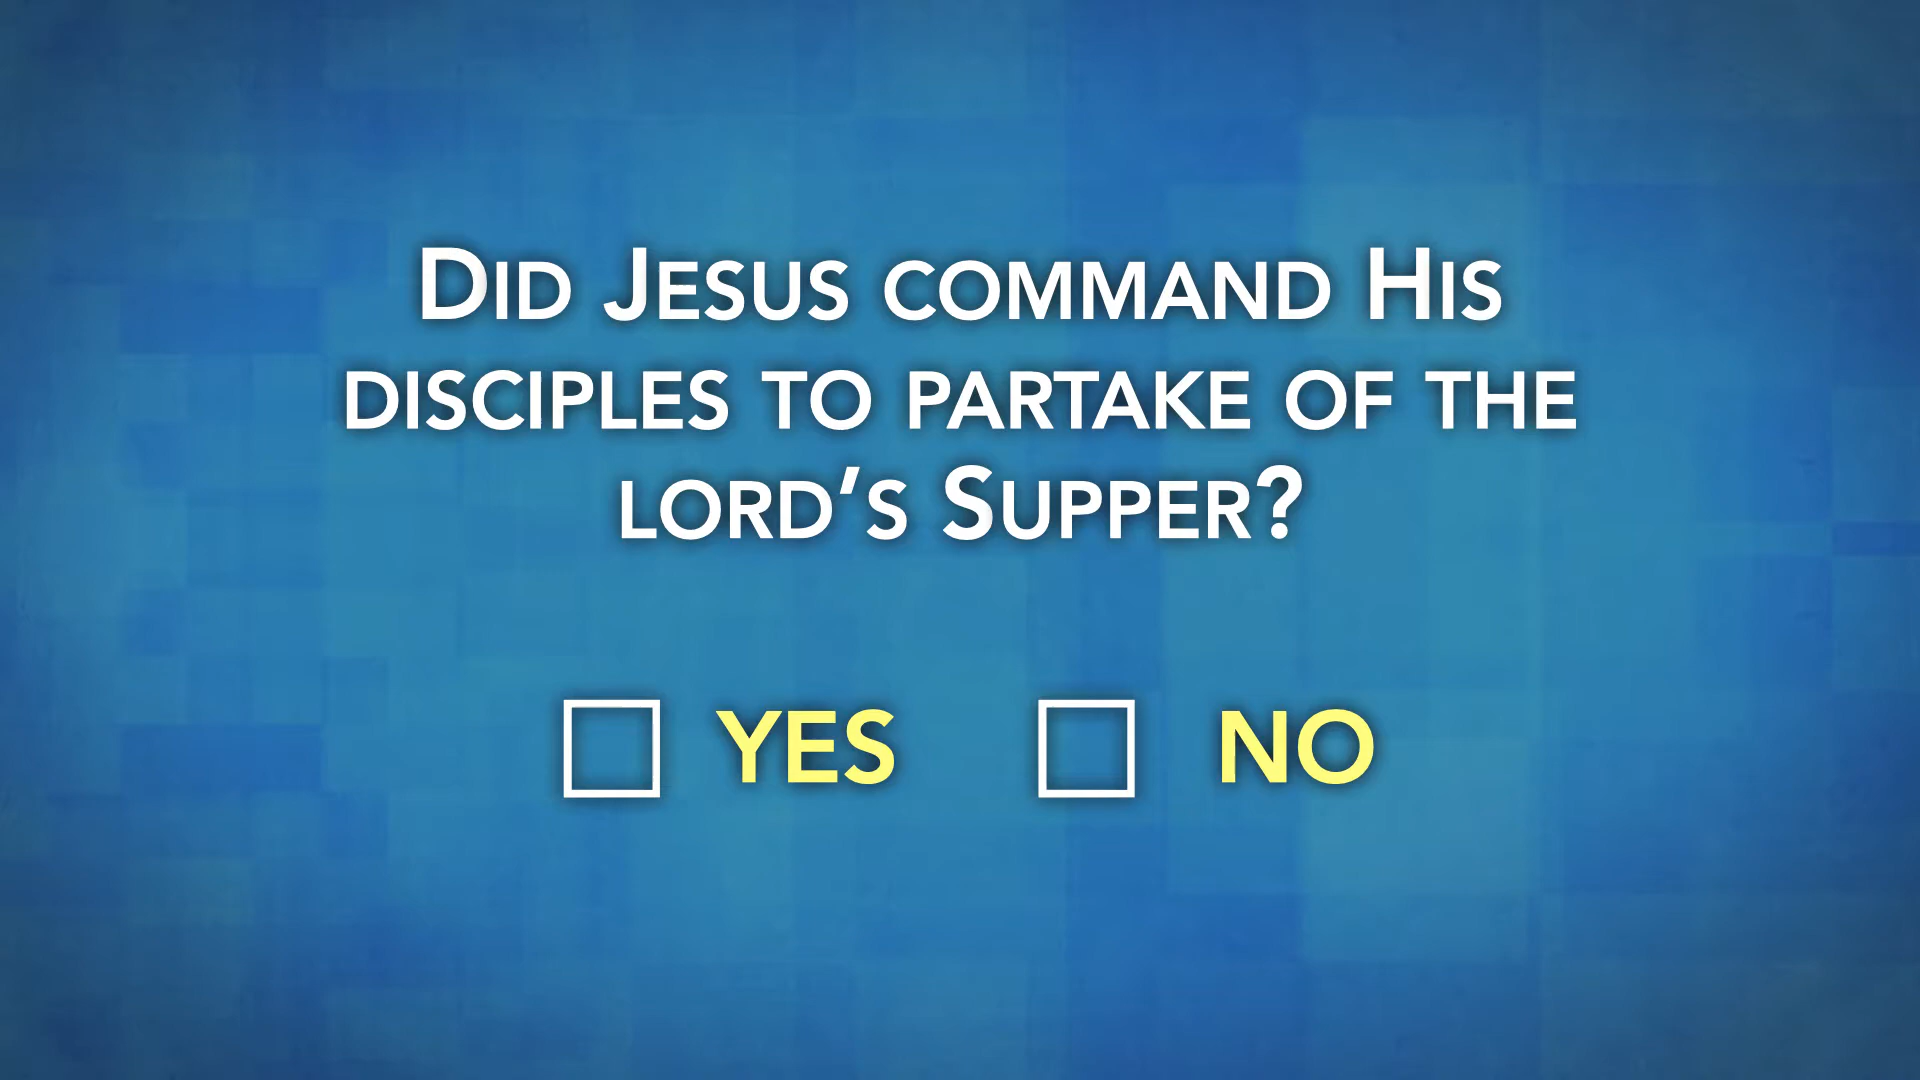 Did Jesus command His
disciples to partake of the
lord’s Supper?
☐ YES ☐ NO